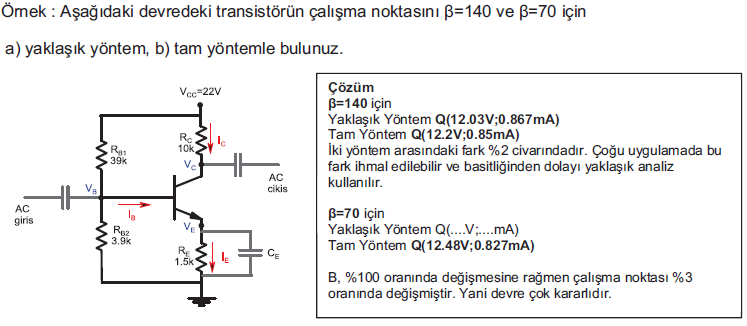 Örnek : Aşağıdaki devredeki transistörün çalışma noktasını β=140 ve β=70 için
a) yaklaşık yöntem, b) tam yöntemle bulunuz.
VCC=22V
RC
10k
IC
RB1
39k
VC
AC
cikis
VB
AC
giris
IB
RB2
3.9k
VE
RE
1.5k
IE
CE
Çözüm
β=140 için
Yaklaşık Yöntem Q(12.03V;0.867mA)
Tam Yöntem Q(12.2V;0.85mA)
İki yöntem arasındaki fark %2 civarındadır. Çoğu uygulamada bu
fark ihmal edilebilir ve basitliğinden dolayı yaklaşık analiz
kullanılır.
β=70 için
Yaklaşık Yöntem Q(....V;....mA)
Tam Yöntem Q(12.48V;0.827mA)
B, %100 oranında değişmesine rağmen çalışma noktası %3
oranında değişmiştir. Yani devre çok kararlıdır.